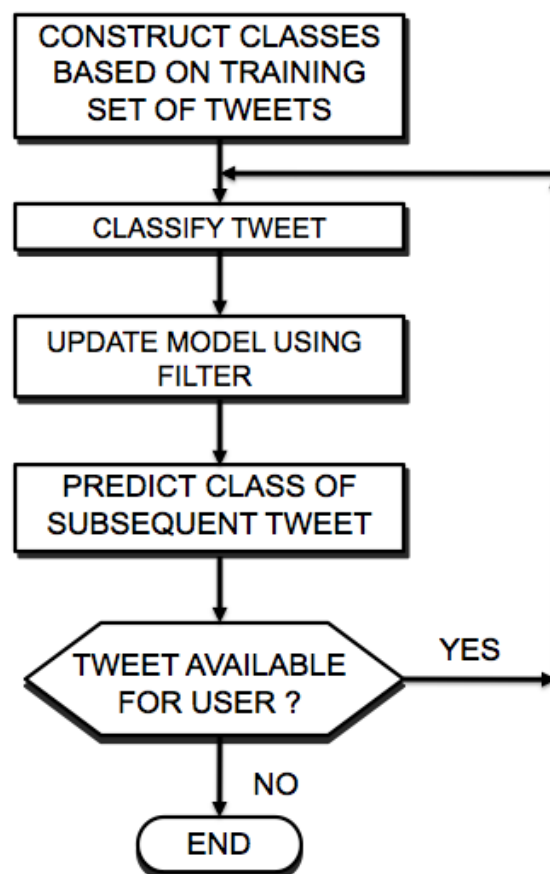 CONSTRUCT CLASSES
BASED ON TRAINING
SET OF TWEETS
CLASSIFY TWEET
UPDATE MODEL USING
FILTER
PREDICT CLASS OF
SUBSEQUENT TWEET
TWEET AVAILABLE
FOR USER ?
YES
NO
END